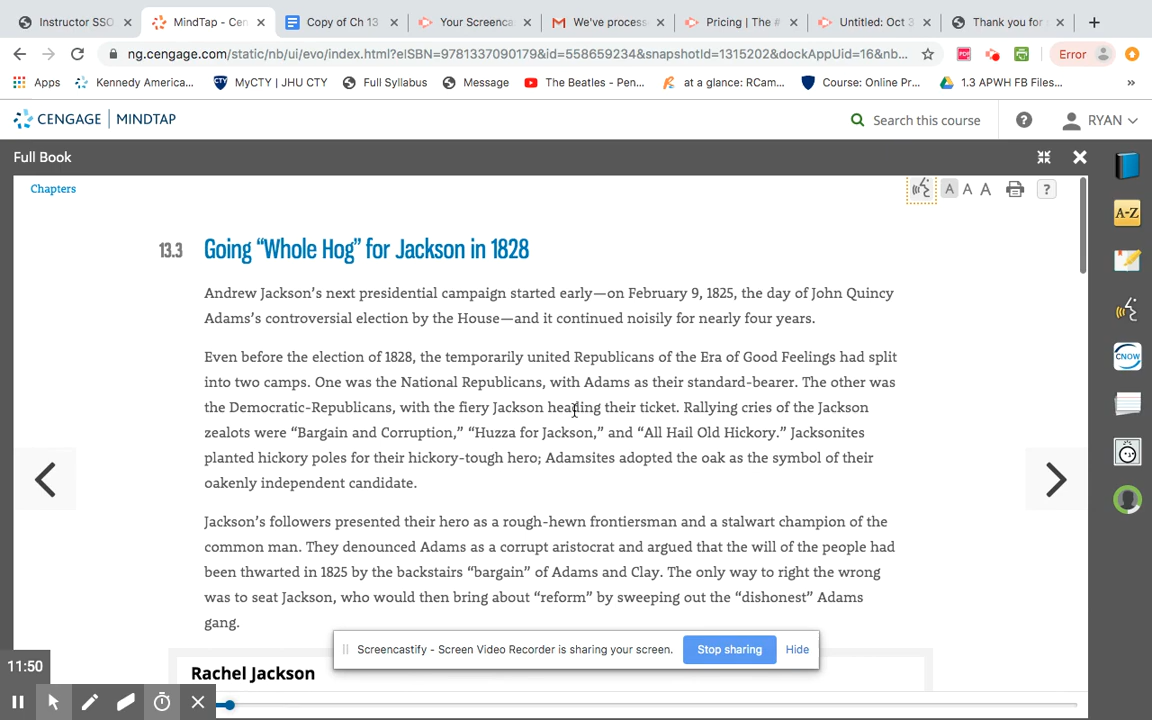 Instructor SSO
MindTap - Cen
Copy of Ch 13
Your Screencas
We've process
Pricing | The #
Untitled: Oct 3
Thank you for
ng.cengage.com/static/nb/ui/evo/index.html?eISBN=9781337090179&id=558659234&snapshotId=1315202&dockAppUid=16&nb...
Error
Apps
Kennedy America...
MyCTY | JHU CTY
Full Syllabus
Message
The Beatles - Pen...
at a glance: RCam...
Course: Online Pr...
1.3 APWH FB Files...
»
CENGAGE | MINDTAP
Search this course
?
RYAN
Full Book
A-Z
Chapters
A A A
?
13.3 Going “Whole Hog” for Jackson in 1828
Andrew Jackson’s next presidential campaign started early—on February 9, 1825, the day of John Quincy
Adams’s controversial election by the House—and it continued noisily for nearly four years.
Even before the election of 1828, the temporarily united Republicans of the Era of Good Feelings had split
into two camps. One was the National Republicans, with Adams as their standard-bearer. The other was
the Democratic-Republicans, with the fiery Jackson heading their ticket. Rallying cries of the Jackson
zealots were “Bargain and Corruption,” “Huzza for Jackson,” and “All Hail Old Hickory.” Jacksonites
planted hickory poles for their hickory-tough hero; Adamsites adopted the oak as the symbol of their
oakenly independent candidate.
Jackson’s followers presented their hero as a rough-hewn frontiersman and a stalwart champion of the
common man. They denounced Adams as a corrupt aristocrat and argued that the will of the people had
been thwarted in 1825 by the backstairs “bargain” of Adams and Clay. The only way to right the wrong
was to seat Jackson, who would then bring about “reform” by sweeping out the “dishonest” Adams
gang.
CNOW
Screencastify - Screen Video Recorder is sharing your screen.
Stop sharing
Hide
11:50
Rachel Jackson